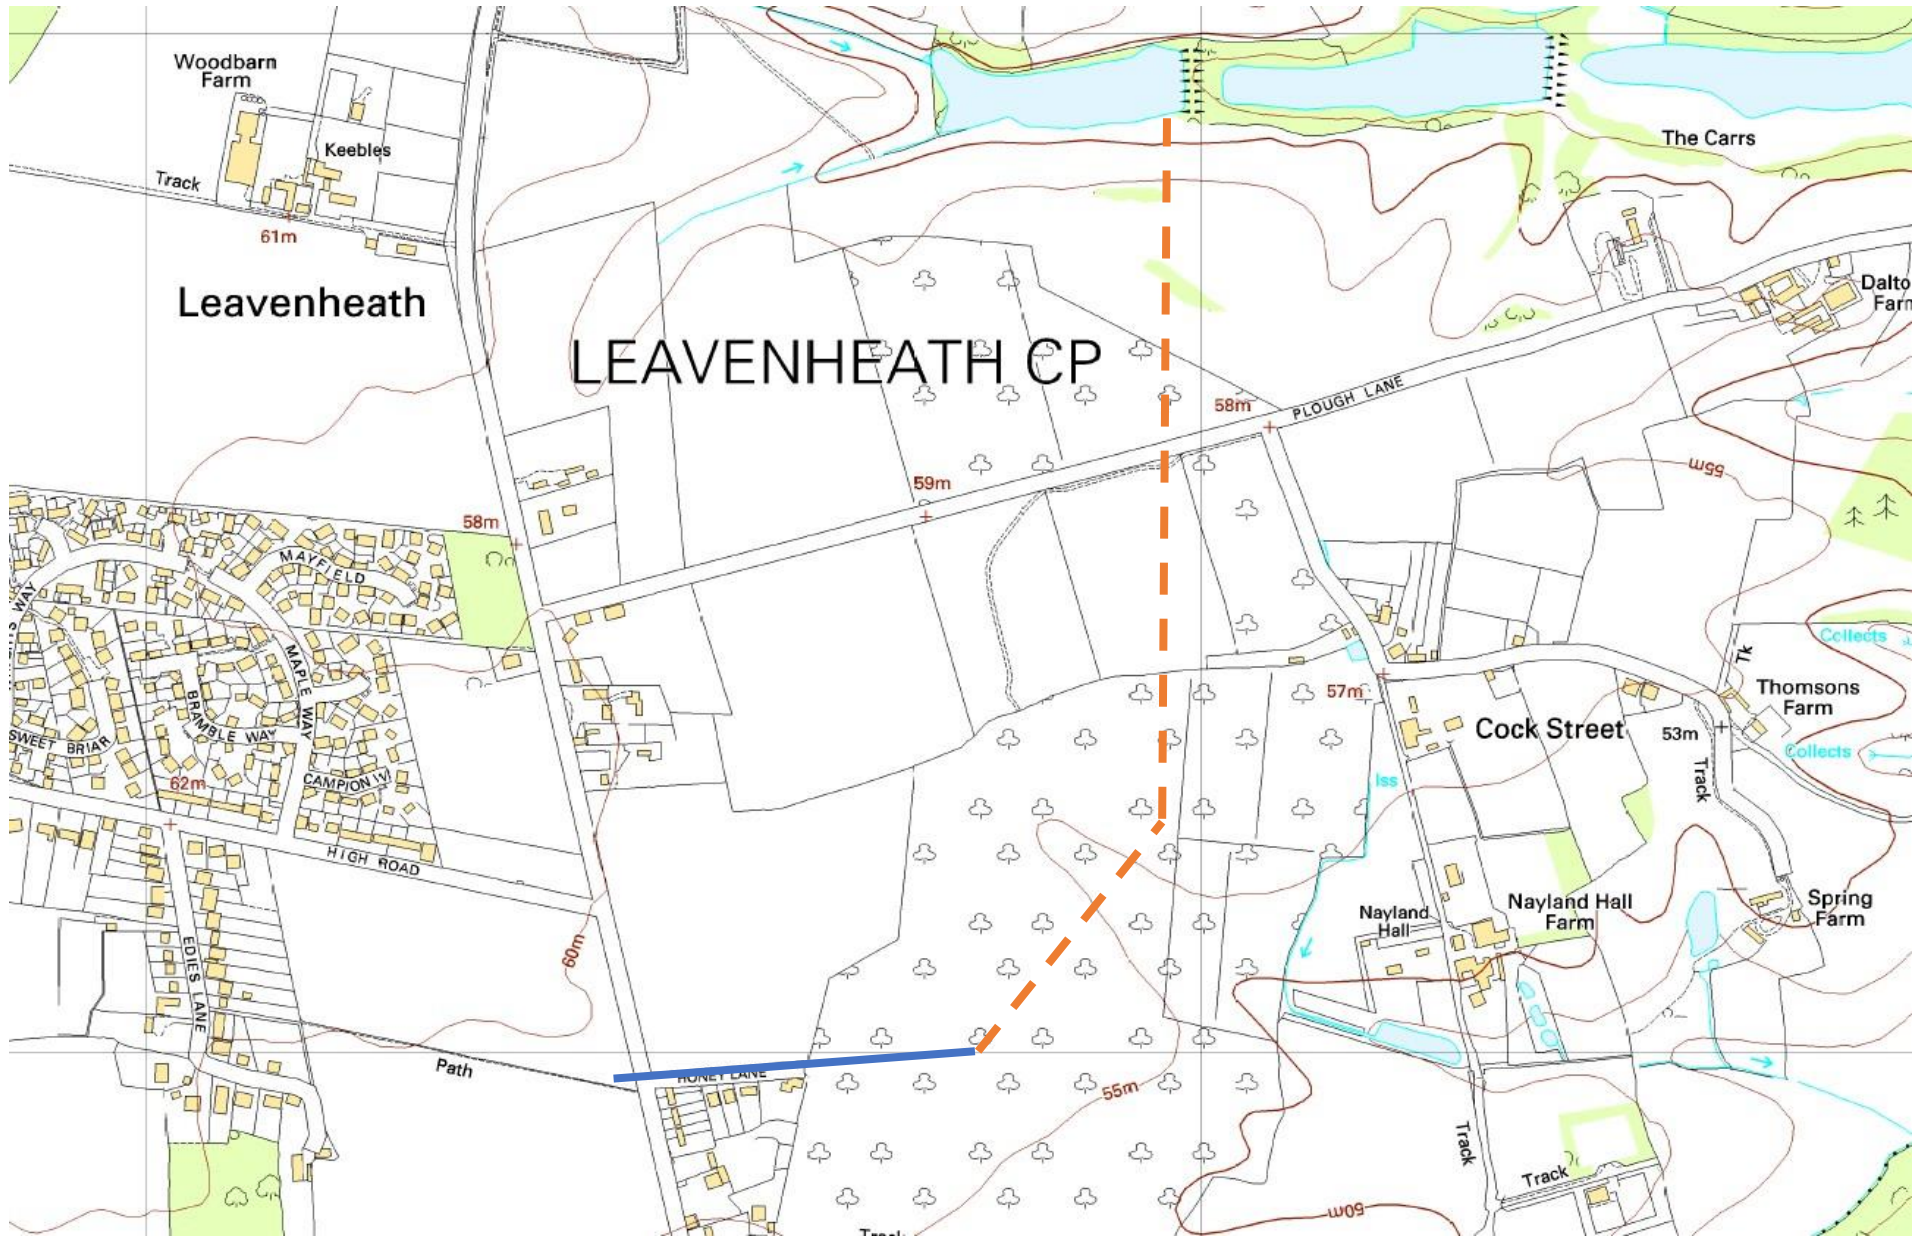 Woodbarn
Farm
Keebles
The Carrs
Track
61m
Leavenheath
Dalto
Farm
LEAVENHEATH CP
PLOUGH LANE
58m
55m
59m
58m
MAYFIELD
WAY
MAPLE WAY
Collects
Tk
57m
Thomsons
Farm
BRAMBLE WAY
SWEET BRIAR
Cock Street
53m
Collects
Track
CAMPION
62m
Iss
HIGH ROAD
Nayland
Hall
Nayland Hall
Farm
Spring
Farm
EDIES LANE
60m
Path
HONEY LANE
55m
Track
Track
50m
Track